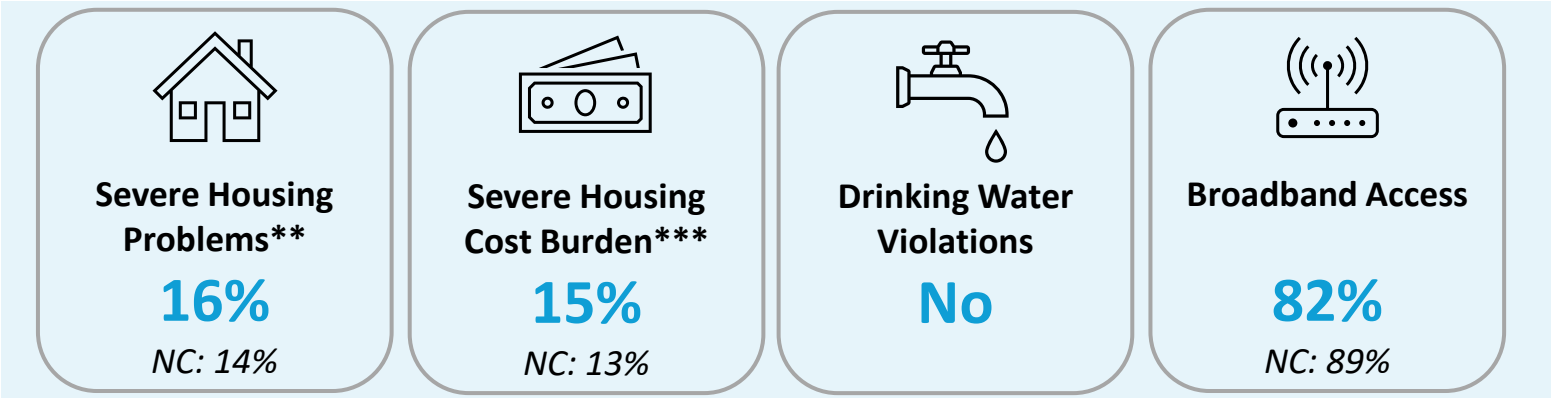 Severe Housing
Problems**
16%
NC: 14%
Severe Housing
Cost Burden***
15%
NC: 13%
Drinking Water
Violations
No
Broadband Access
82%
NC: 89%